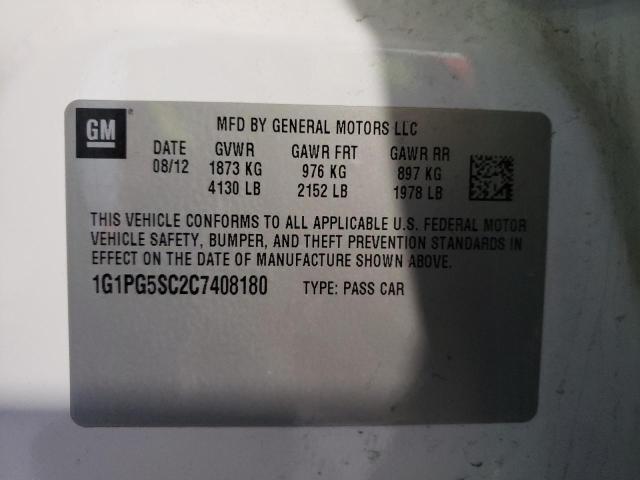 GM ®
MFD BY GENERAL MOTORS LLC
DATE GVWR GAWR FRT GAWR RR
08/12 1873 KG 976 KG 897 KG
4130 LB 2152 LB 1978 LB
THIS VEHICLE CONFORMS TO ALL APPLICABLE U.S. FEDERAL MOTOR
VEHICLE SAFETY, BUMPER, AND THEFT PREVENTION STANDARDS IN
EFFECT ON THE DATE OF MANUFACTURE SHOWN ABOVE.
1G1PG5SC2C7408180 TYPE: PASS CAR